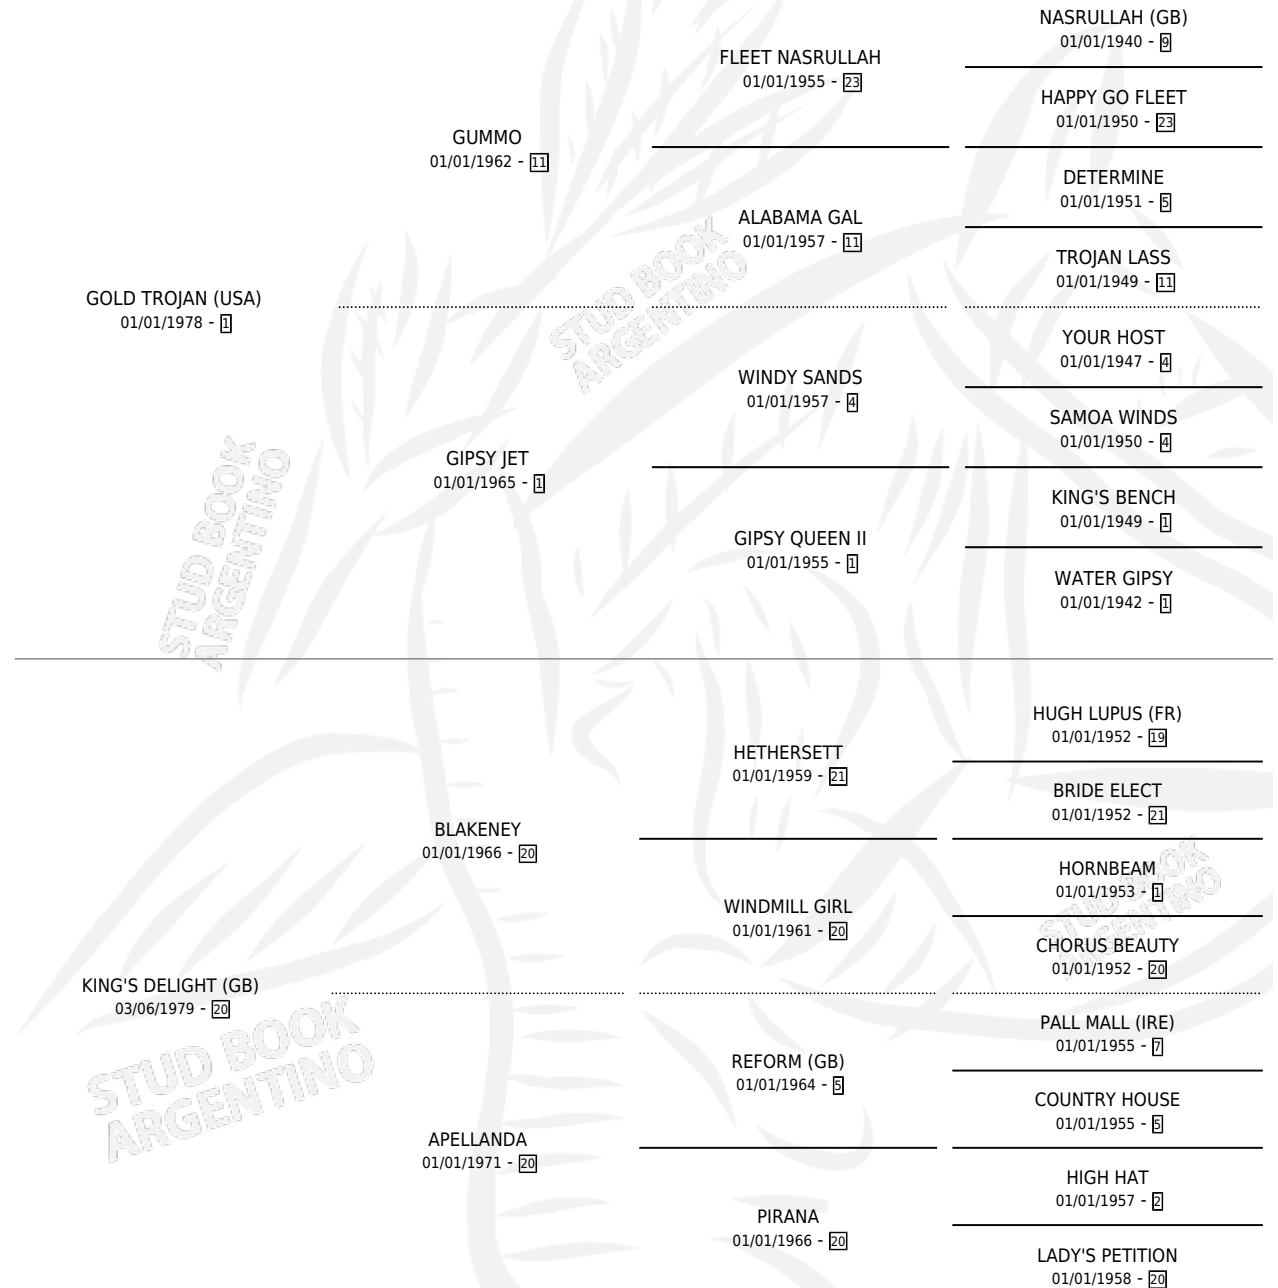 NASRULLAH (GB)
01/01/1940 - 9
FLEET NASRULLAH
01/01/1955 - 23
HAPPY GO FLEET
01/01/1950 - 23
GUMMO
01/01/1962 - 11
DETERMINE
01/01/1951 - 5
ALABAMA GAL
01/01/1957 - 11
TROJAN LASS
01/01/1949 - 11
GOLD TROJAN (USA)
01/01/1978 - 1
YOUR HOST
01/01/1947 - 4
WINDY SANDS
01/01/1957 - 4
SAMOA WINDS
01/01/1950 - 4
GIPSY JET
01/01/1965 - 1
KING'S BENCH
01/01/1949 - 1
GIPSY QUEEN II
01/01/1955 - 1
WATER GIPSY
01/01/1942 - 1
STUD BOOK
ARGENTINO
STUD BOOK
ARGENTINO
HUGH LUPUS (FR)
01/01/1952 - 19
HETHERSETT
01/01/1959 - 21
BRIDE ELECT
01/01/1952 - 21
BLAKENEY
01/01/1966 - 20
HORNBEAM
01/01/1953 - 1
WINDMILL GIRL
01/01/1961 - 20
CHORUS BEAUTY
01/01/1952 - 20
KING'S DELIGHT (GB)
03/06/1979 - 20
PALL MALL (IRE)
01/01/1955 - 7
REFORM (GB)
01/01/1964 - 5
COUNTRY HOUSE
01/01/1955 - 5
APELLANDA
01/01/1971 - 20
HIGH HAT
01/01/1957 - 2
PIRANA
01/01/1966 - 20
LADY'S PETITION
01/01/1958 - 20
STUD BOOK
ARGENTINO
STUD BOOK
ARGENTINO